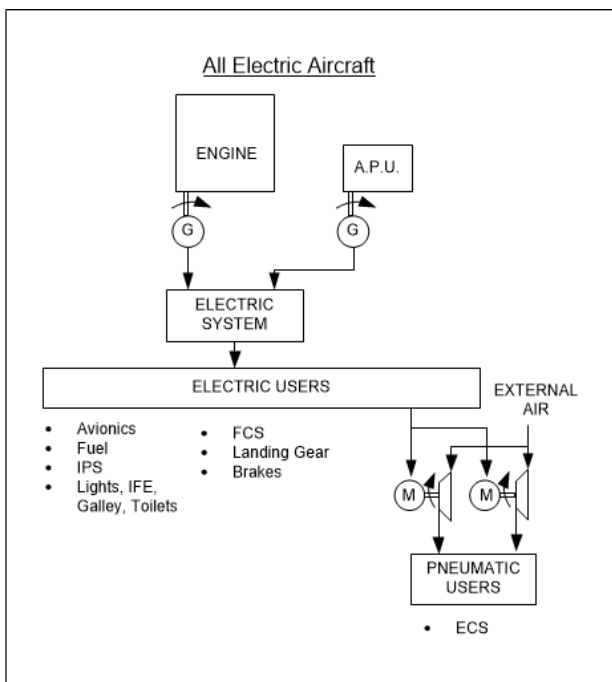 All Electric Aircraft
ENGINE
A.P.U.
G
G
ELECTRIC
SYSTEM
ELECTRIC USERS
EXTERNAL
AIR
• Avionics
• Fuel
• IPS
• Lights, IFE,
Galley, Toilets
• FCS
• Landing Gear
• Brakes
M
M
PNEUMATIC
USERS
• ECS